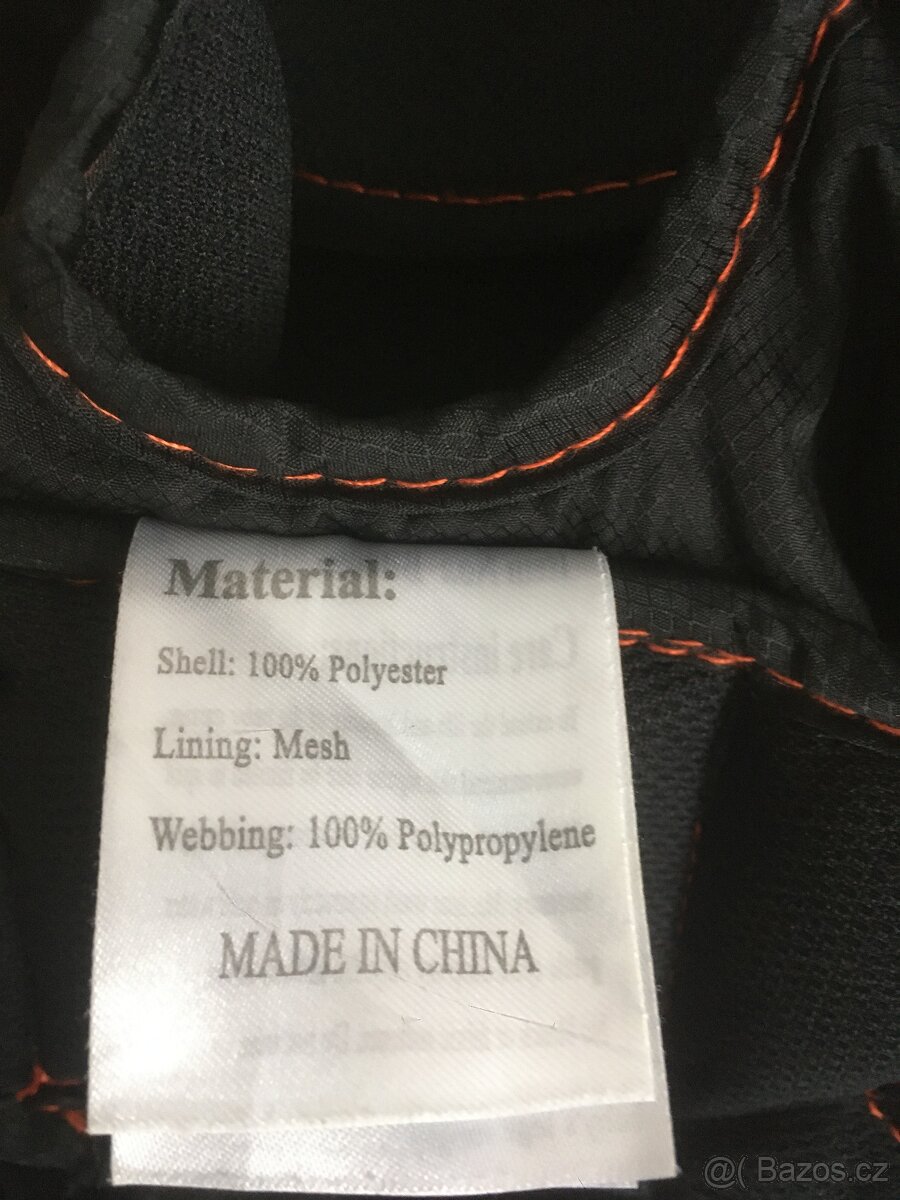 Material:
Shell: 100% Polyester
Lining: Mesh
Webbing: 100% Polypropylene
MADE IN CHINA
@( Bazos.cz